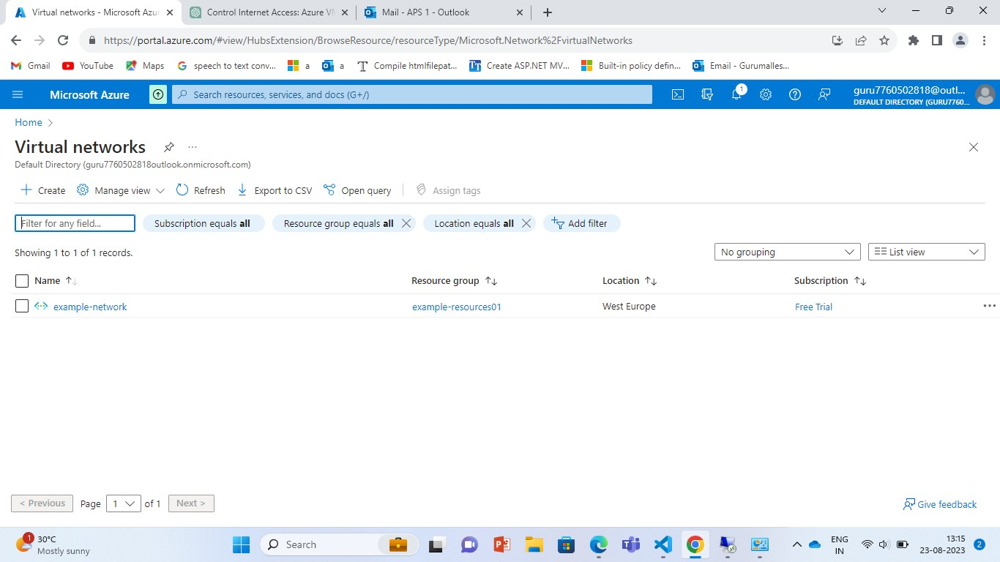 Virtual networks - Microsoft Azur
Control Internet Access: Azure VM
Mail - APS 1 - Outlook
https://portal.azure.com/#view/HubsExtension/BrowseResource/resourceType/Microsoft.Network%2FvirtualNetworks
Gmail YouTube Maps speech to text conv... a a Compile htmlfilepat... Create ASP.NET MV... Built-in policy defin... Email - Gurumalles...
Microsoft Azure
Search resources, services, and docs (G+/)
1
guru7760502818@outl...
DEFAULT DIRECTORY (GURU7760...
Home >
Virtual networks
...
Default Directory (guru7760502818outlook.onmicrosoft.com)
Create Manage view Refresh Export to CSV Open query Assign tags
Filter for any field... Subscription equals all Resource group equals all Location equals all Add filter
Showing 1 to 1 of 1 records.
No grouping List view
Name Resource group Location Subscription
example-network example-resources01 West Europe Free Trial
< Previous Page 1 of 1 Next >
Give feedback
1
30°C
Mostly sunny
Search
ENG
IN
13:15
23-08-2023
2